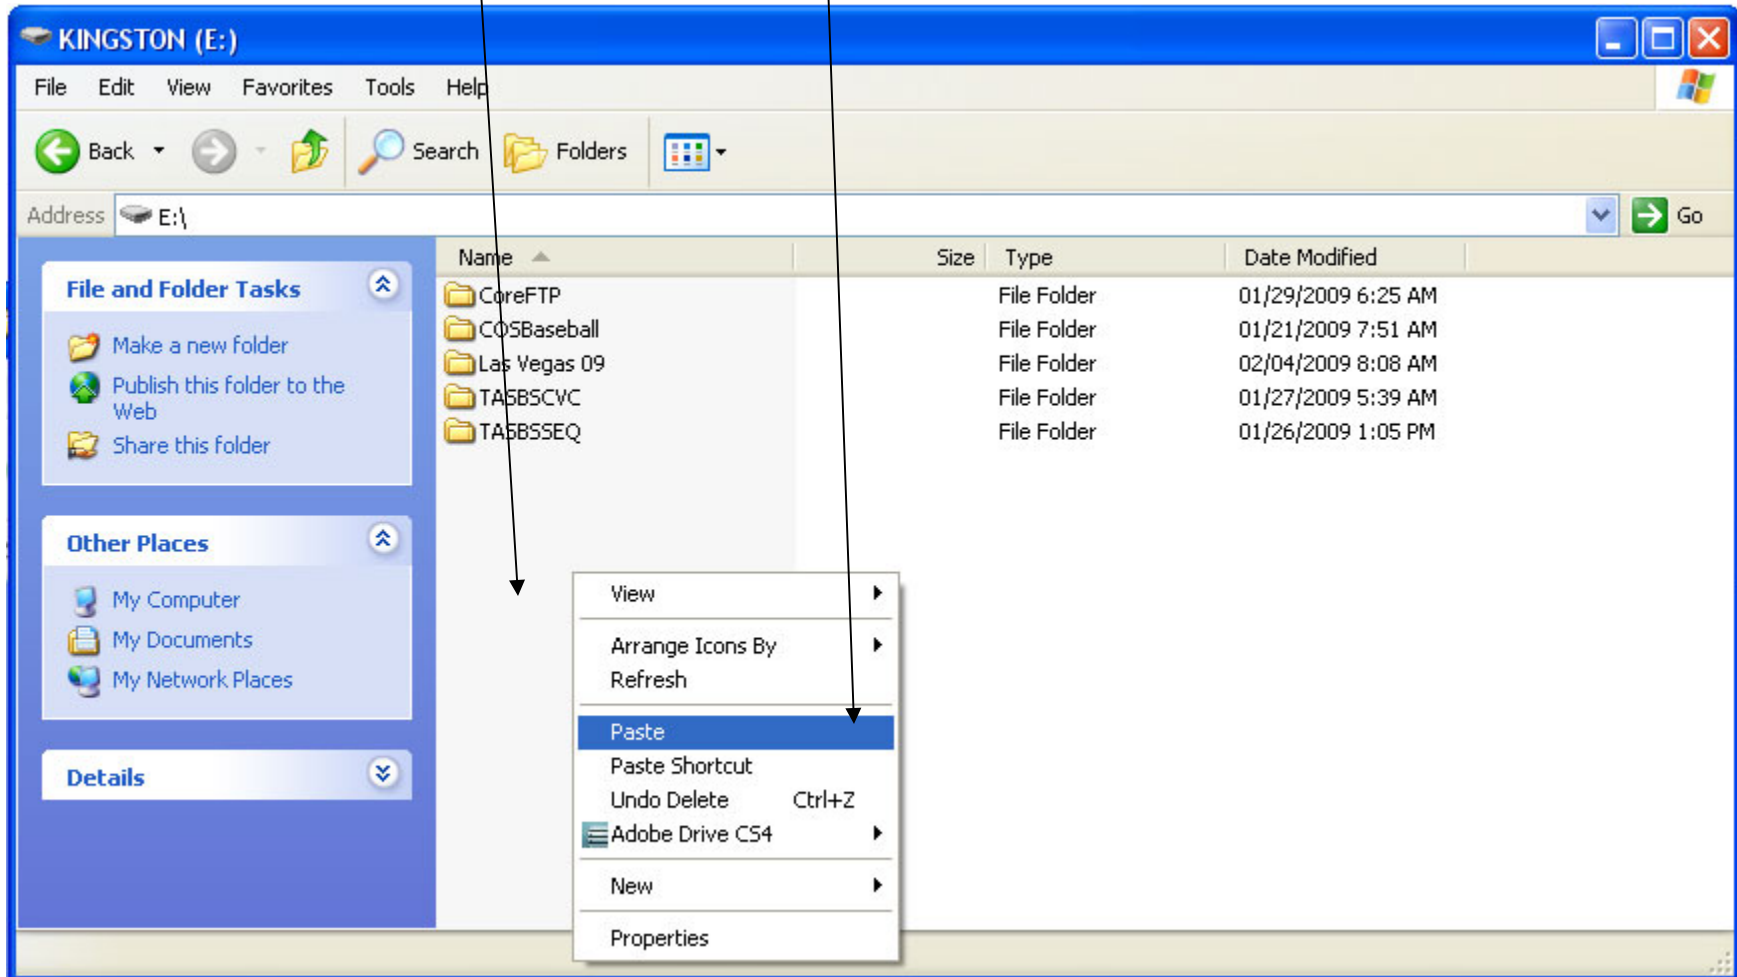 KINGSTON (E:)
File Edit View Favorites Tools Help
Back Search Folders
Address E:\ Go
Name Size Type Date Modified
File and Folder Tasks
Make a new folder
Publish this folder to the
Web
Share this folder
Other Places
My Computer
My Documents
My Network Places
Details
CoreFTP File Folder 01/29/2009 6:25 AM
COSBaseball File Folder 01/21/2009 7:51 AM
Las Vegas 09 File Folder 02/04/2009 8:08 AM
TASBSCVC File Folder 01/27/2009 5:39 AM
TASBSSEQ File Folder 01/26/2009 1:05 PM
View
Arrange Icons By
Refresh
Paste
Paste Shortcut
Undo Delete Ctrl+Z
Adobe Drive CS4
New
Properties